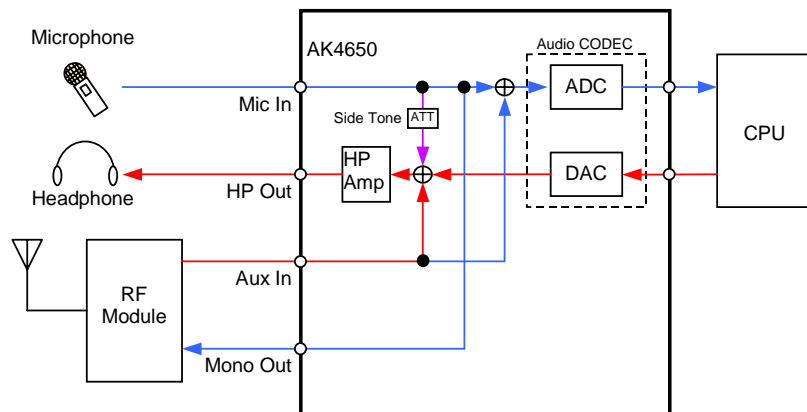 Microphone
AK4650
Audio CODEC
ADC
Mic In
Side Tone
ATT
CPU
HP
Amp
DAC
Headphone
HP Out
RF
Module
Aux In
Mono Out